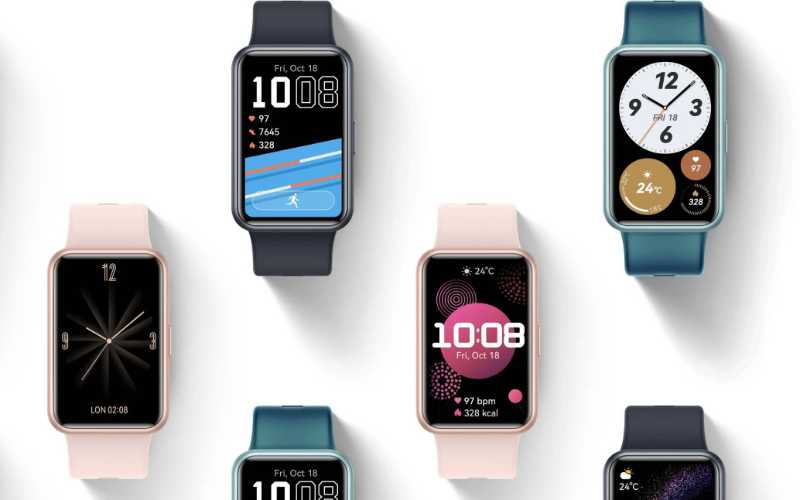 Fri, Oct 18
10 08
97
7645
328
12
9
3
6
FRI 18
24°C
97
328
12
9
3
LON 02:08
24°C
10:08
Fri, Oct 18
97 bpm
328 kcal
Fri, Oct 18
10 08
24°C